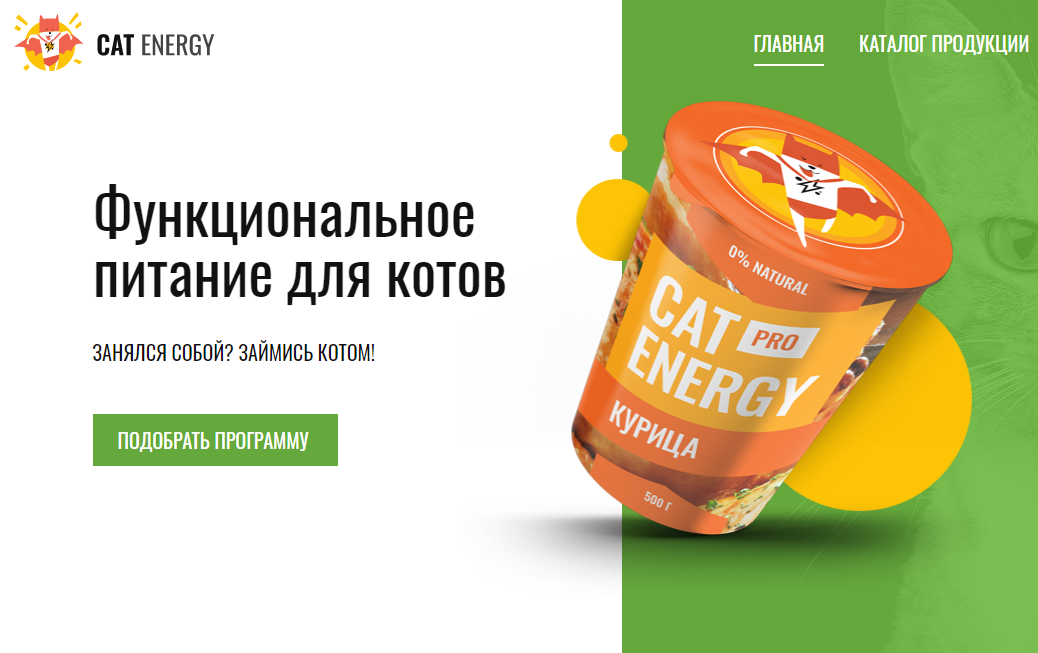 CAT ENERGY
ГЛАВНАЯ
КАТАЛОГ ПРОДУКЦИИ
Функциональное
питание для котов
ЗАНЯЛСЯ СОБОЙ? ЗАЙМИСЬ КОТОМ!
ПОДОБРАТЬ ПРОГРАММУ
0% NATURAL
CAT PRO
ENERGY
КУРИЦА
500 Г